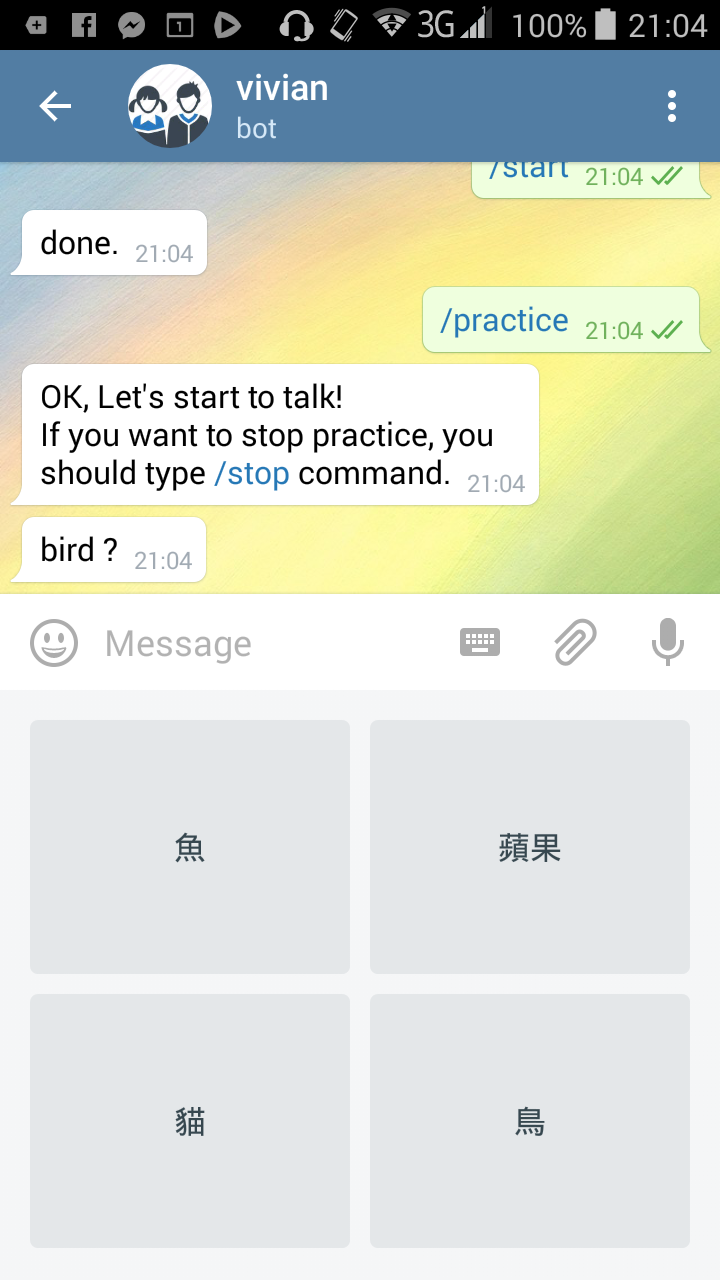 3G 100% 21:04
vivian
bot
/start 21:04
done. 21:04
/practice 21:04
OK, Let's start to talk!
If you want to stop practice, you
should type /stop command. 21:04
bird ? 21:04
Message
魚 蘋果
貓 鳥